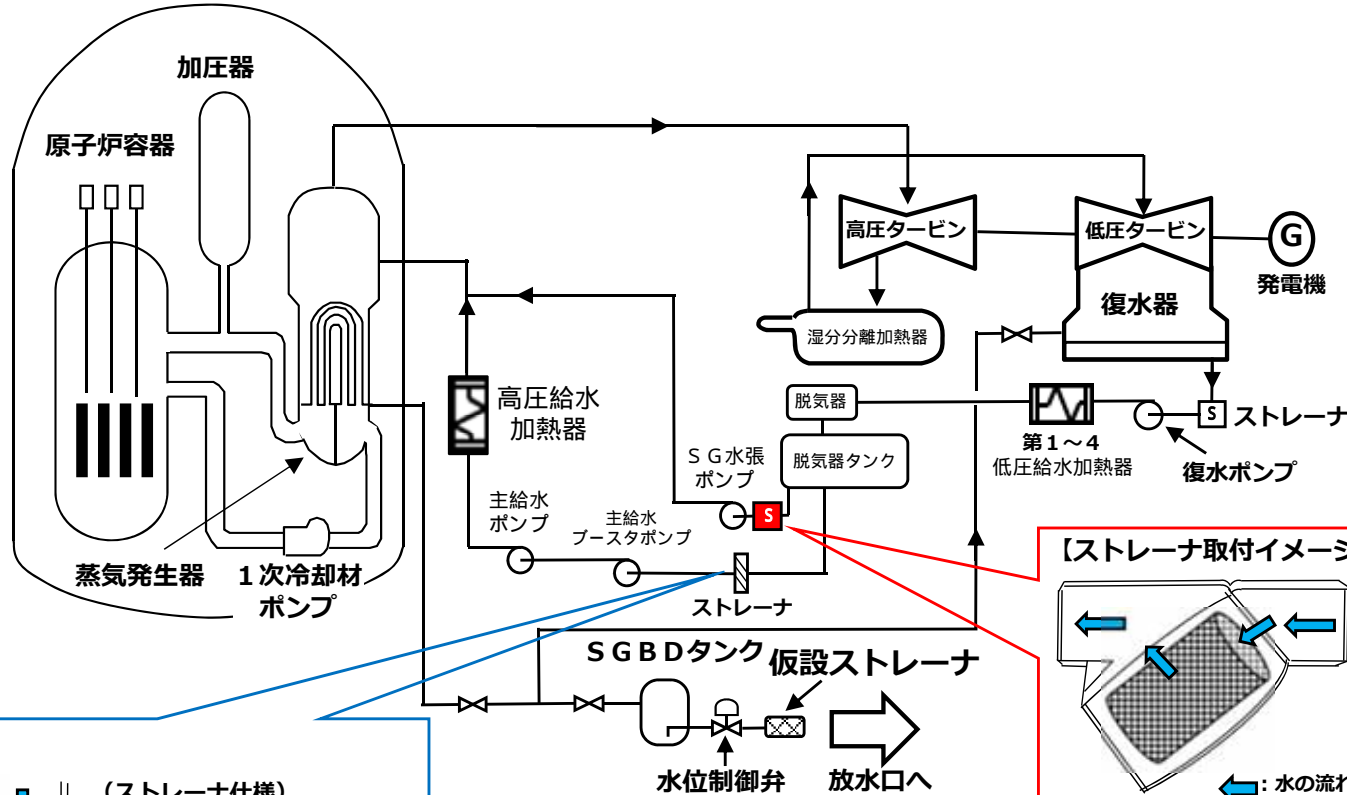 加圧器
原子炉容器
高圧タービン
低圧タービン
G
発電機
復水器
湿分分離加熱器
高圧給水
加熱器
脱気器
S
ストレーナ
第1～4
低圧給水加熱器
復水ポンプ
ＳＧ水張
ポンプ
脱気器タンク
S
主給水
ポンプ
主給水
ブースタポンプ
【ストレーナ取付イメージ
蒸気発生器
１次冷却材
ポンプ
ストレーナ
ＳＧＢＤタンク
仮設ストレーナ
水位制御弁
放水口へ
：水の流れ
（ストレーナ仕様）